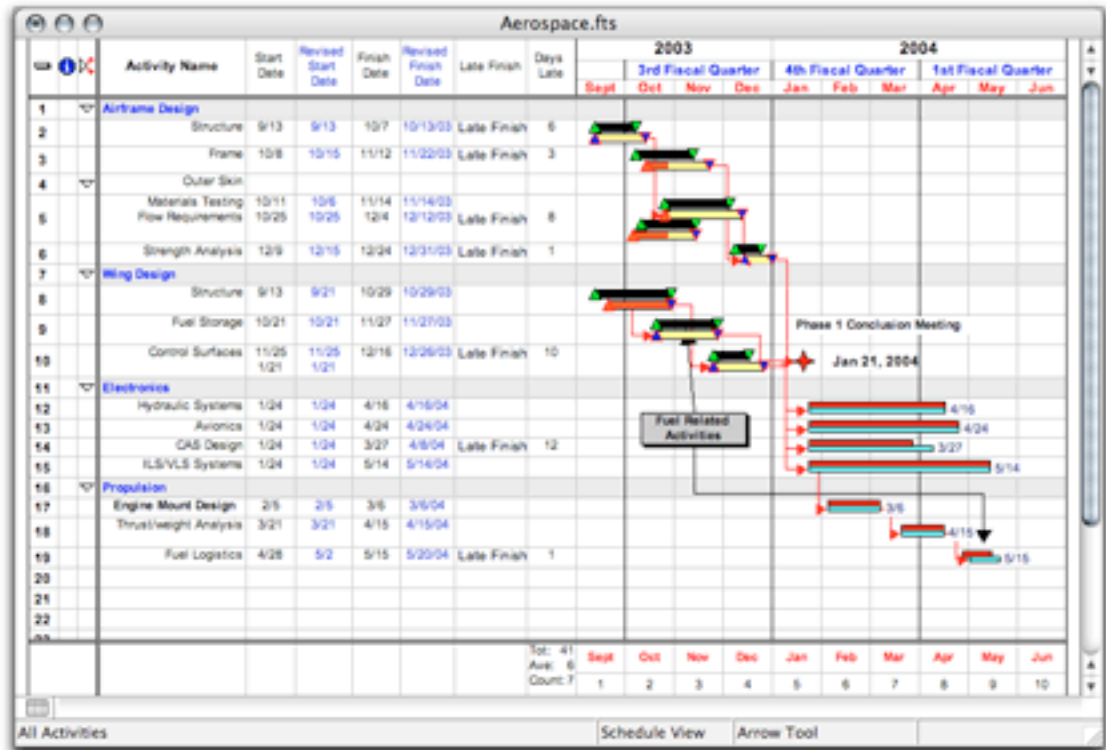 Aerospace.fts
2003 2004
Activity Name Start Date Revised Start Date Finish Date Revised Finish Date Late Finish Days Late 3rd Fiscal Quarter 4th Fiscal Quarter 1st Fiscal Quarter
Sept Oct Nov Dec Jan Feb Mar Apr May Jun
1 Airframe Design
2 Structure 9/13 9/13 10/7 10/13/03 Late Finish 6
3 Frame 10/8 10/15 11/12 11/22/03 Late Finish 3
4 Outer Skin
Materials Testing 10/11 10/6 11/14 11/14/03
5 Flow Requirements 10/25 10/25 12/4 12/12/03 Late Finish 8
6 Strength Analysis 12/9 12/15 12/24 12/31/03 Late Finish 1
7 Wing Design
8 Structure 9/13 9/21 10/29 10/29/03
9 Fuel Storage 10/21 10/21 11/27 11/27/03
Phase 1 Conclusion Meeting
10 Control Surfaces 11/25 11/25 12/16 12/26/03 Late Finish 10
1/21 1/21
Jan 21, 2004
11 Electronics
12 Hydraulic Systems 1/24 1/24 4/16 4/16/04 4/16
13 Avionics 1/24 1/24 4/24 4/24/04 4/24
Fuel Related
Activities
14 CAS Design 1/24 1/24 3/27 4/8/04 Late Finish 12 3/27
15 ILS/VLS Systems 1/24 1/24 5/14 5/14/04 5/14
16 Propulsion
17 Engine Mount Design 2/5 2/5 3/6 3/6/04 3/6
18 Thrust/weight Analysis 3/21 3/21 4/15 4/15/04 4/15
19 Fuel Logistics 4/28 5/2 5/15 5/20/04 Late Finish 1 5/15
20
21
22
Tot: 41
Ave: 6
Count: 7
Sept Oct Nov Dec Jan Feb Mar Apr May Jun
1 2 3 4 5 6 7 8 9 10
All Activities Schedule View Arrow Tool